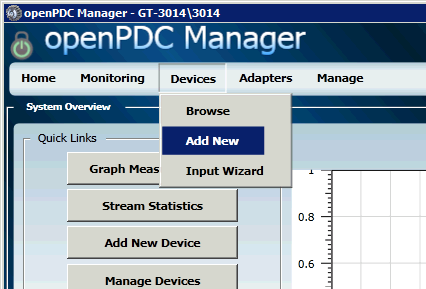 openPDC Manager - GT-3014\3014
openPDC Manager
Home Monitoring Devices Adapters Manage
Browse
Add New
Input Wizard
System Overview
Quick Links
Graph Meas
Stream Statistics
Add New Device
Manage Devices
1
0.8
0.6